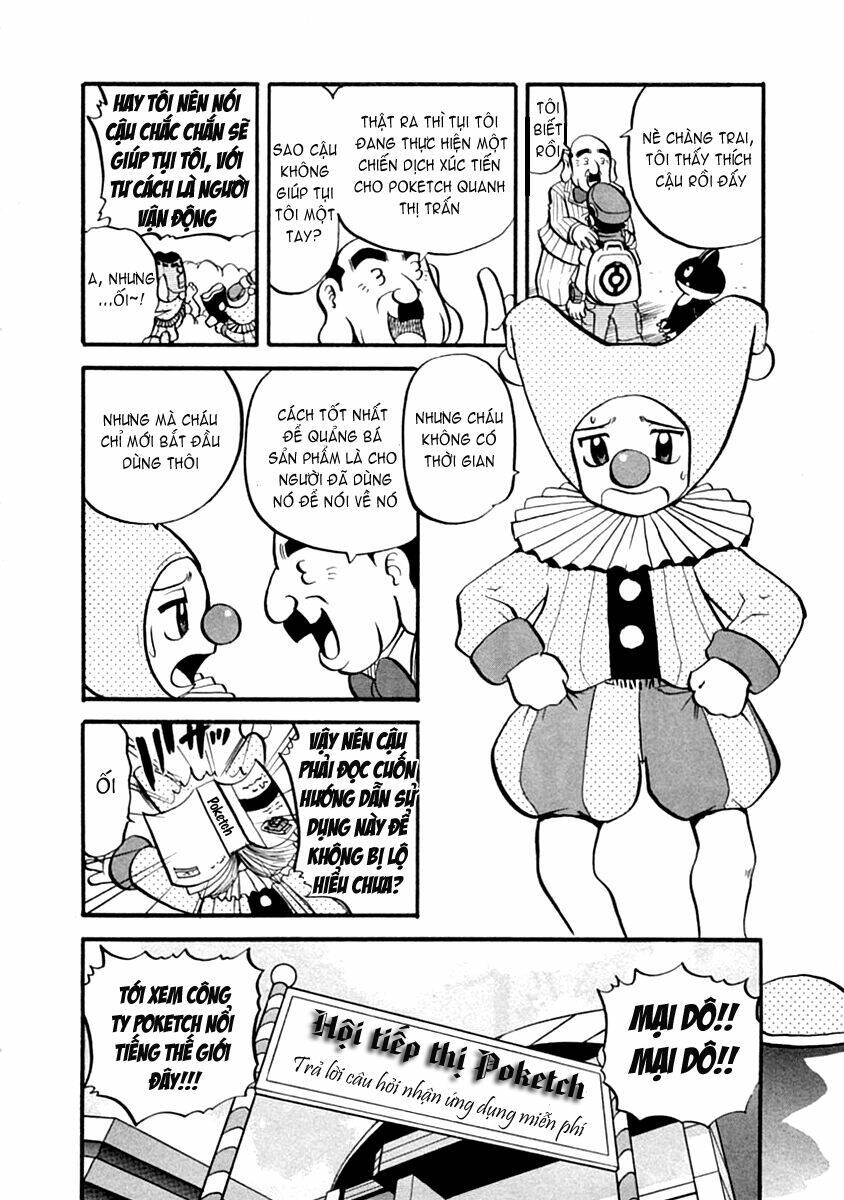 NÈ CHÀNG TRAI,
TÔI THẤY THÍCH
CẬU RỒI ĐẤY
TÔI
BIẾT
RỒI
THẬT RA THÌ TỤI TÔI
ĐANG THỰC HIỆN MỘT
CHIẾN DỊCH XÚC TIẾN
CHO POKETCH QUANH
THỊ TRẤN
SAO CẬU
KHÔNG
GIÚP TỤI
TÔI MỘT
TAY?
HAY TÔI NÊN NÓI
CẬU CHẮC CHẮN SẼ
GIÚP TỤI TÔI, VỚI
TƯ CÁCH LÀ NGƯỜI
VẬN ĐỘNG
A, NHƯNG
...ỐI~!
NHƯNG CHÁU
KHÔNG CÓ
THỜI GIAN
CÁCH TỐT NHẤT
ĐỂ QUẢNG BÁ
SẢN PHẨM LÀ CHO
NGƯỜI ĐÃ DÙNG
NÓ ĐỂ NÓI VỀ NÓ
NHƯNG MÀ CHÁU
CHỈ MỚI BẮT ĐẦU
DÙNG THÔI
VẬY NÊN CẬU
PHẢI ĐỌC CUỐN
HƯỚNG DẪN SỬ
DỤNG NÀY ĐỂ
KHÔNG BỊ LỘ
HIỂU CHƯA?
Poketch
ỐI
MẠI DÔ!!
MẠI DÔ!!
Hội tiếp thị Poketch
Trả lời câu hỏi nhận ứng dụng miễn phí
TỚI XEM CÔNG
TY POKETCH NỔI
TIẾNG THẾ GIỚI
ĐÂY!!!